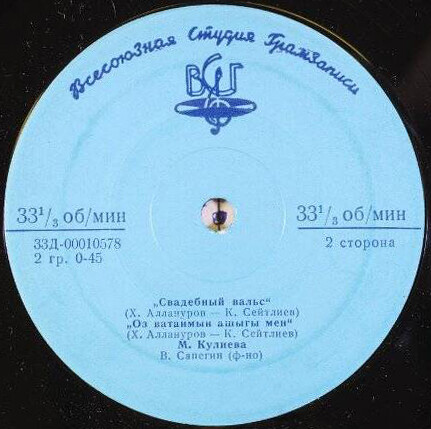 Всесоюзная Студия Грамзаписи
ВСГ
33¹/₃ об/мин
33¹/₃ об/мин
33Д-00010578
2 сторона
2 гр. 0-45
„Свадебный вальс“
(Х. Аллануров — К. Сейтлиев)
„Оз ватанмын ашыгы мен“
(Х. Аллануров — К. Сейтлиев)
М. Кулиева
В. Сапегин (ф-но)